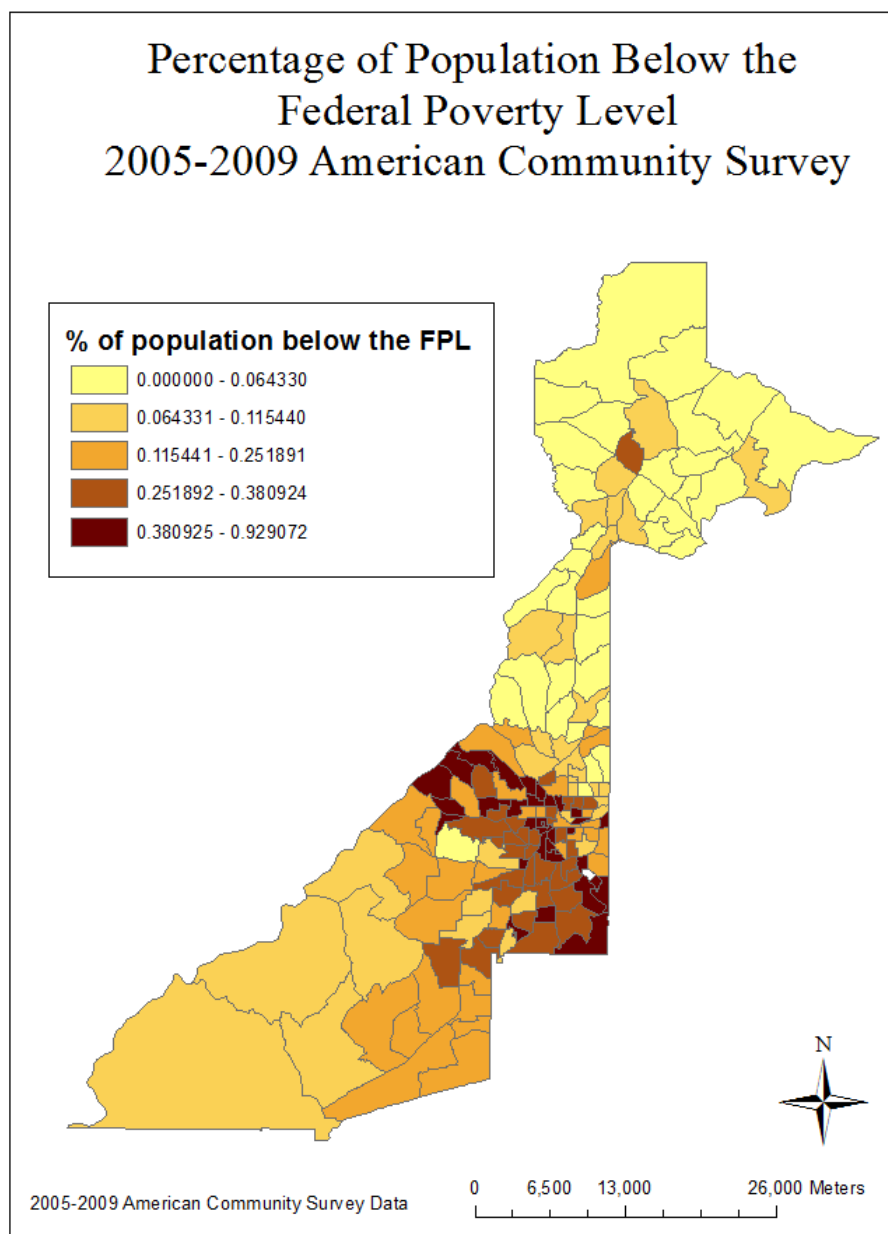 Percentage of Population Below the
Federal Poverty Level
2005-2009 American Community Survey
% of population below the FPL
0.000000 - 0.064330
0.064331 - 0.115440
0.115441 - 0.251891
0.251892 - 0.380924
0.380925 - 0.929072
N
0 6,500 13,000 26,000 Meters
2005-2009 American Community Survey Data